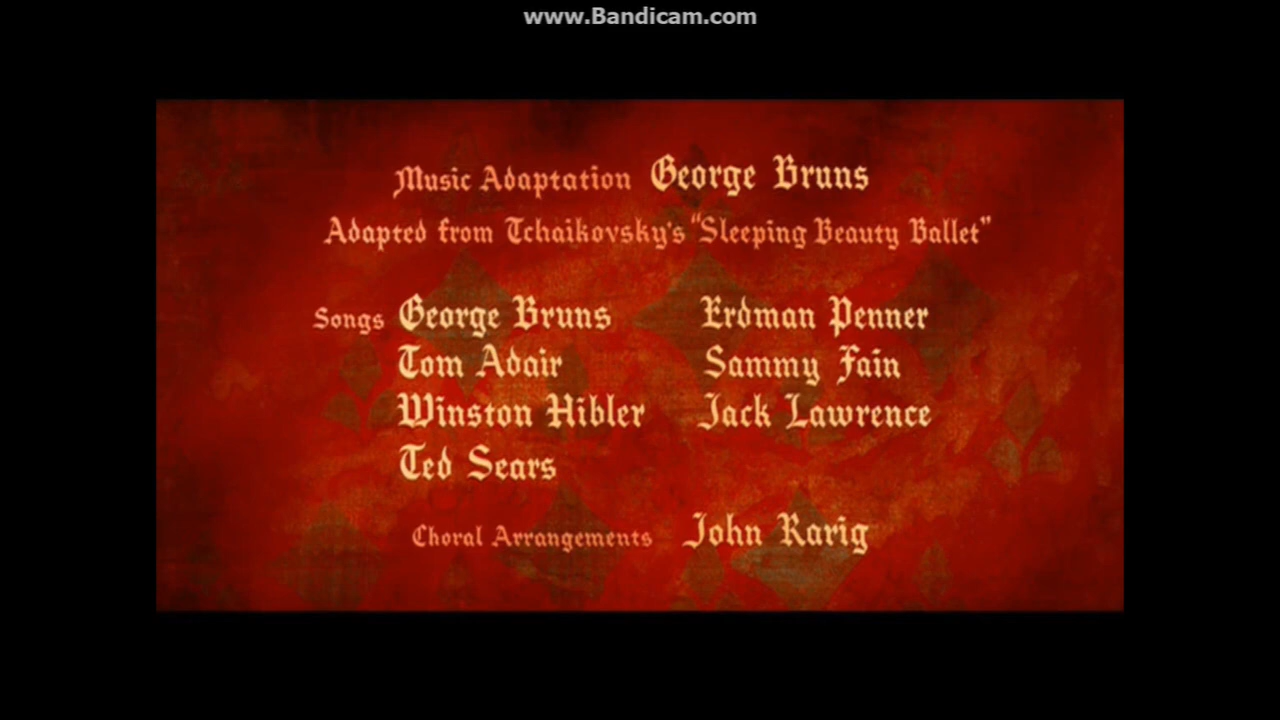 www.Bandicam.com
Music Adaptation George Bruns
Adapted from Tchaikovsky's "Sleeping Beauty Ballet"
Songs George Bruns Erdman Penner
Tom Adair Sammy Fain
Winston Hibler Jack Lawrence
Ted Sears
Choral Arrangements John Rarig